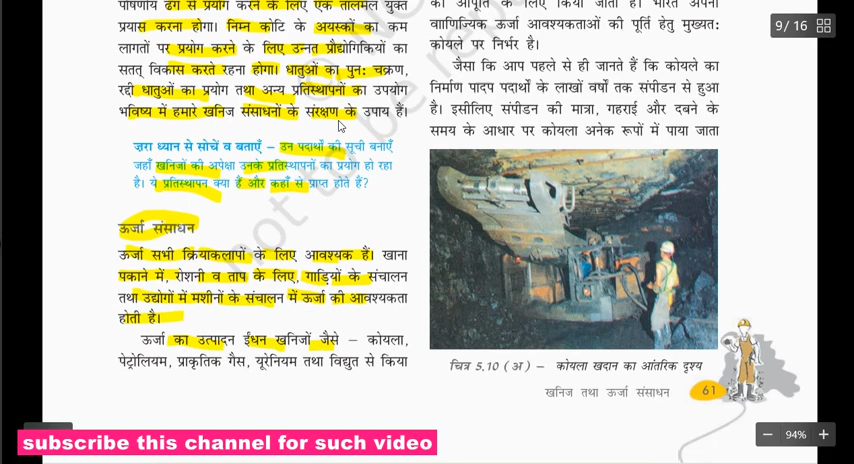 पोषणीय ढंग से प्रयोग करने के लिए एक तालमेल युक्त
प्रयास करना होगा। निम्न कोटि के अयस्कों का कम
लागतों पर प्रयोग करने के लिए उन्नत प्रौद्योगिकियों का
सतत् विकास करते रहना होगा। धातुओं का पुनः चक्रण,
रद्दी धातुओं का प्रयोग तथा अन्य प्रतिस्थापनों का उपयोग
भविष्य में हमारे खनिज संसाधनों के संरक्षण के उपाय हैं।
ज़रा ध्यान से सोचें व बताएँ – उन पदार्थों की सूची बनाएँ
जहाँ खनिजों की अपेक्षा उनके प्रतिस्थापनों का प्रयोग हो रहा
है। ये प्रतिस्थापन क्या हैं और कहाँ से प्राप्त होते हैं?
ऊर्जा संसाधन
ऊर्जा सभी क्रियाकलापों के लिए आवश्यक है। खाना
पकाने में, रोशनी व ताप के लिए, गाड़ियों के संचालन
तथा उद्योगों में मशीनों के संचालन में ऊर्जा की आवश्यकता
होती है।
ऊर्जा का उत्पादन ईंधन खनिजों जैसे – कोयला,
पेट्रोलियम, प्राकृतिक गैस, यूरेनियम तथा विद्युत से किया
की आपूर्ति के लिए किया जाता है। भारत अपनी
वाणिज्यिक ऊर्जा आवश्यकताओं की पूर्ति हेतु मुख्यतः
कोयले पर निर्भर है।
जैसा कि आप पहले से ही जानते हैं कि कोयले का
निर्माण पादप पदार्थों के लाखों वर्षों तक संपीडन से हुआ
है। इसीलिए संपीडन की मात्रा, गहराई और दबने के
समय के आधार पर कोयला अनेक रूपों में पाया जाता
चित्र 5.10 (अ) – कोयला खदान का आंतरिक दृश्य
खनिज तथा ऊर्जा संसाधन 61
not to be rep
9 / 16
94%
subscribe this channel for such video